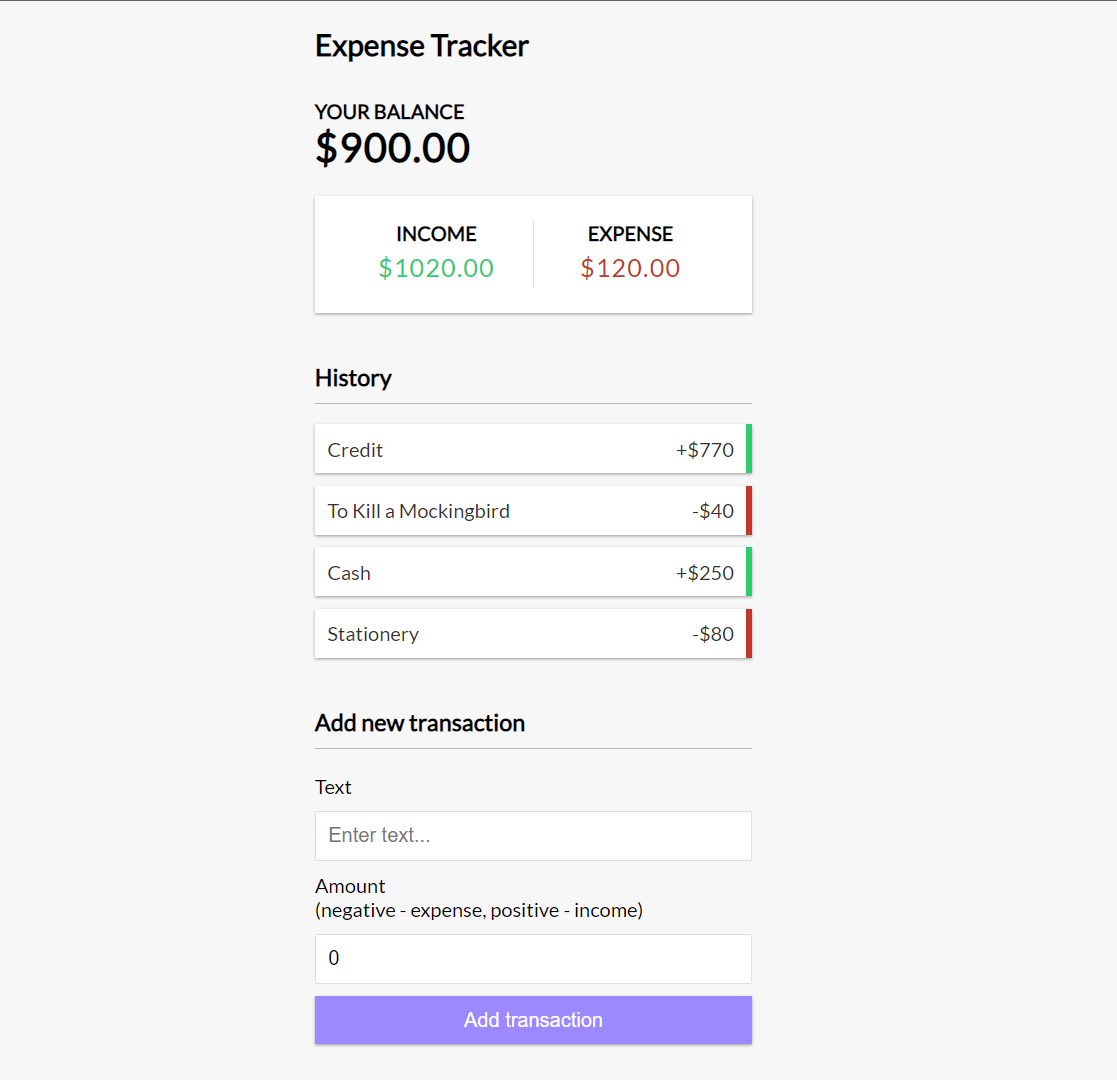 Expense Tracker
YOUR BALANCE
$900.00
INCOME EXPENSE
$1020.00 $120.00
History
Credit +$770
To Kill a Mockingbird -$40
Cash +$250
Stationery -$80
Add new transaction
Text
Enter text...
Amount
(negative - expense, positive - income)
0
Add transaction